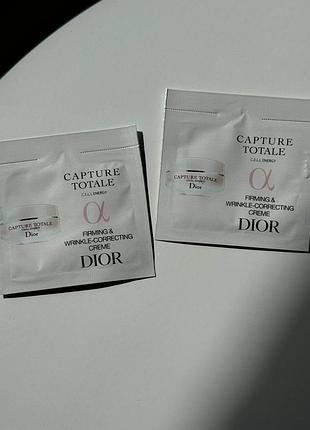 CAPTURE
TOTALE
C.E.L.L. ENERGY
α
CAPTURE TOTALE
Dior
FIRMING &
WRINKLE-CORRECTING
CREME
DIOR
CAPTURE
TOTALE
C.E.L.L. ENERGY
α
CAPTURE TOTALE
Dior
FIRMING &
WRINKLE-CORRECTING
CREME
DIOR